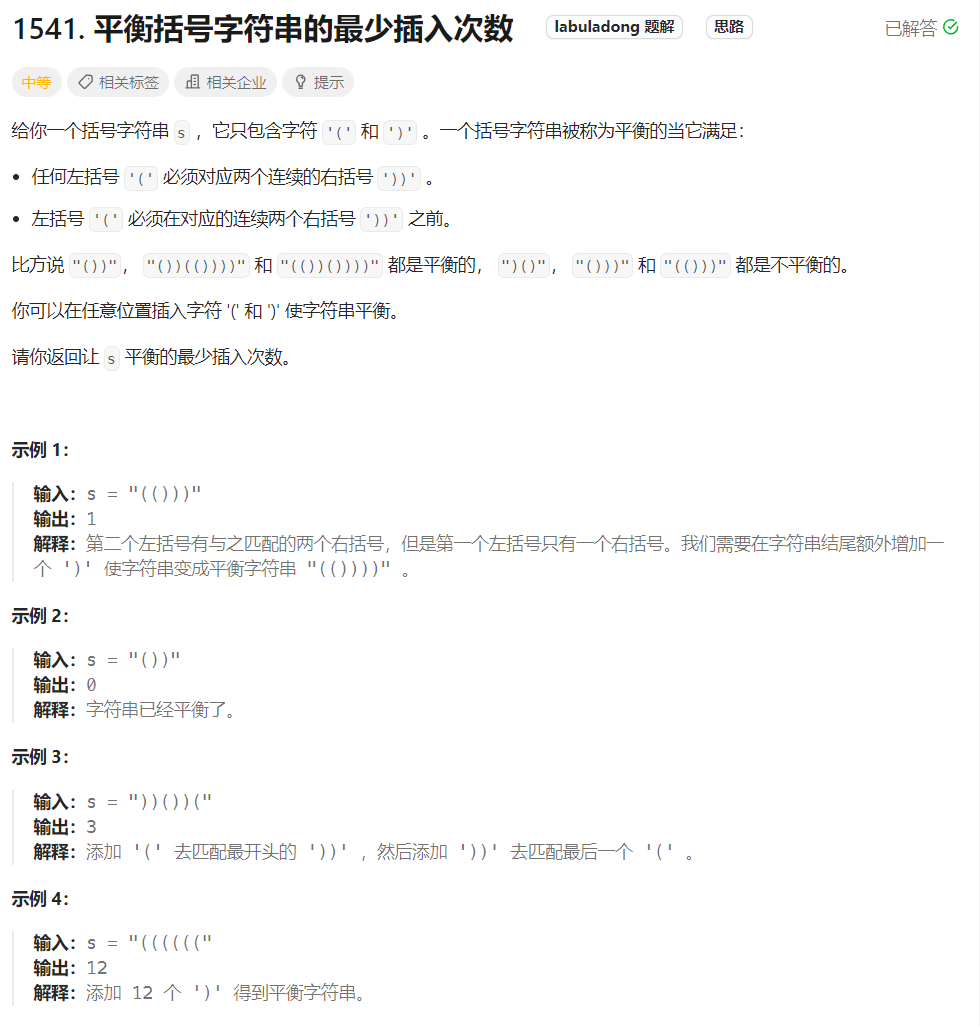 1541. 平衡括号字符串的最少插入次数 labuladong 题解 思路 已解答
中等 相关标签 相关企业 提示
给你一个括号字符串 s ，它只包含字符 '(' 和 ')' 。一个括号字符串被称为平衡的当它满足：
• 任何左括号 '(' 必须对应两个连续的右括号 '))' 。
• 左括号 '(' 必须在对应的连续两个右括号 '))' 之前。
比方说 "())"， "())(())))" 和 "(())())))" 都是平衡的， ")()"， "()))" 和 "(()))" 都是不平衡的。
你可以在任意位置插入字符 '(' 和 ')' 使字符串平衡。
请你返回让 s 平衡的最少插入次数。
示例 1：
输入：s = "(()))"
输出：1
解释：第二个左括号有与之匹配的两个右括号，但是第一个左括号只有一个右括号。我们需要在字符串结尾额外增加一
个 ')' 使字符串变成平衡字符串 "(())))" 。
示例 2：
输入：s = "())"
输出：0
解释：字符串已经平衡了。
示例 3：
输入：s = "))())("
输出：3
解释：添加 '(' 去匹配最开头的 '))' ，然后添加 '))' 去匹配最后一个 '(' 。
示例 4：
输入：s = "(((((("
输出：12
解释：添加 12 个 ')' 得到平衡字符串。